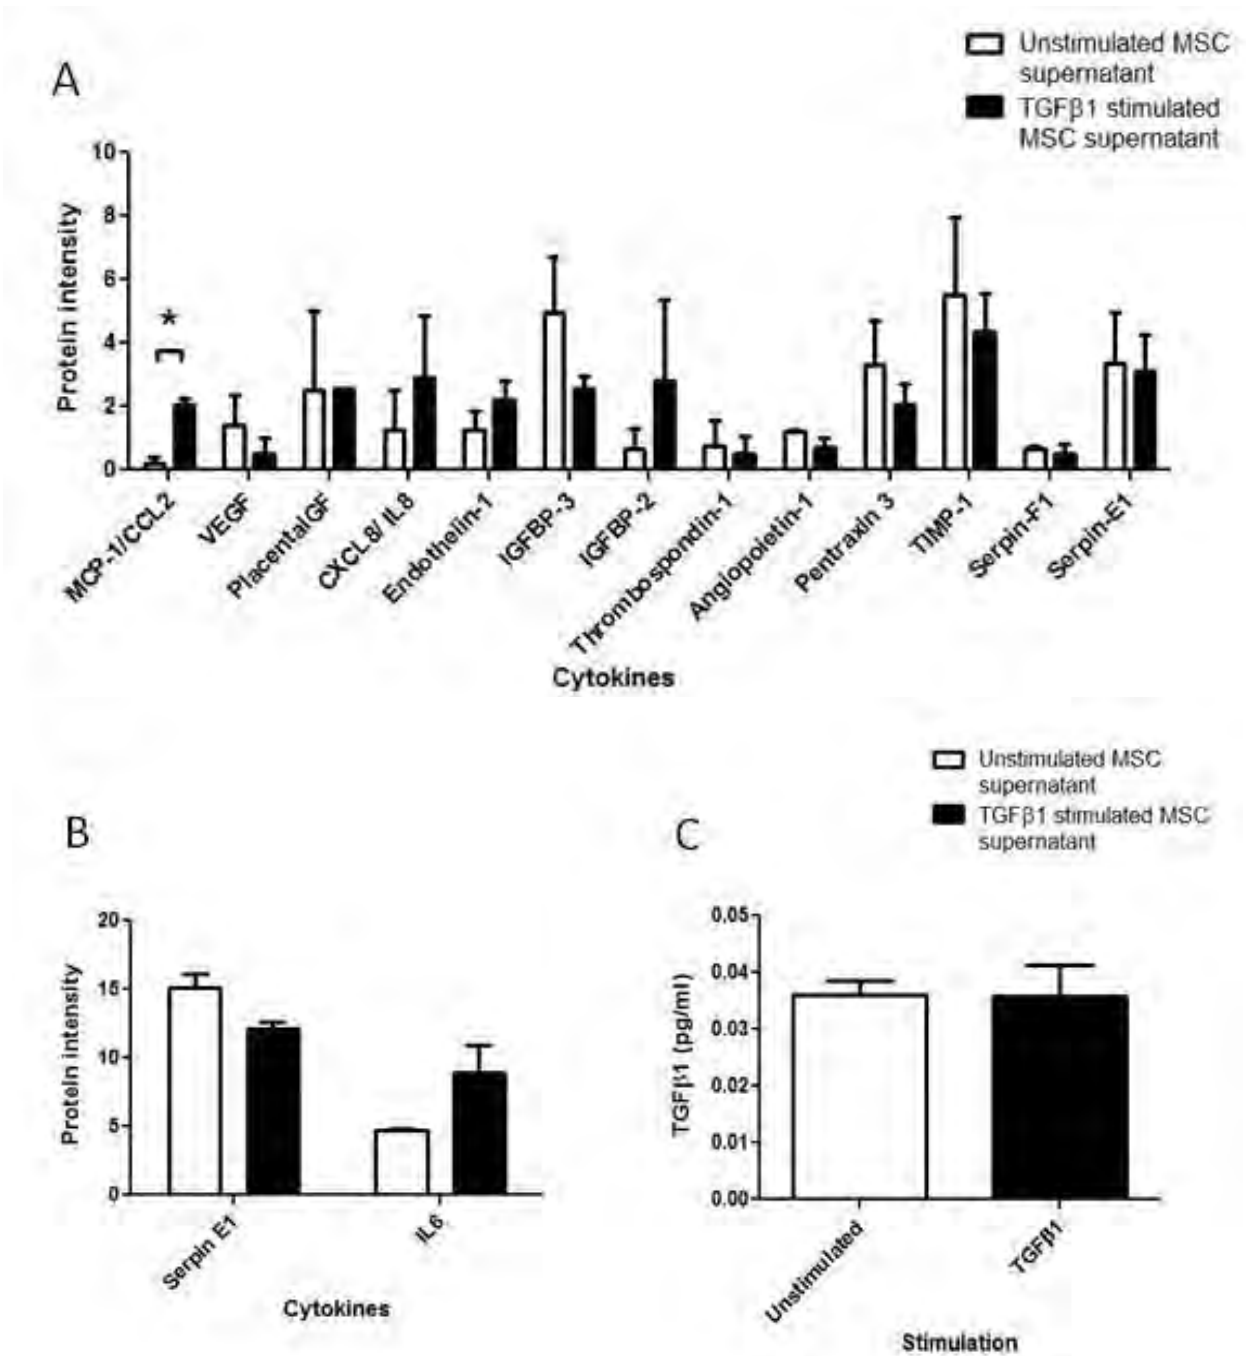 A
Unstimulated MSC
supernatant
TGFβ1 stimulated
MSC supernatant
Protein intensity
10
8
6
4
2
0
*
MCP-1/CCL2
VEGF
PlacentalGF
CXCL8/ IL8
Endothelin-1
IGFBP-3
IGFBP-2
Thrombospondin-1
Angiopoietin-1
Pentraxin 3
TIMP-1
Serpin-F1
Serpin-E1
Cytokines
Unstimulated MSC
supernatant
TGFβ1 stimulated MSC
supernatant
B
Protein intensity
20
15
10
5
0
Serpin E1
IL6
Cytokines
C
TGFβ1 (pg/ml)
0.05
0.04
0.03
0.02
0.01
0.00
Unstimulated
TGFβ1
Stimulation